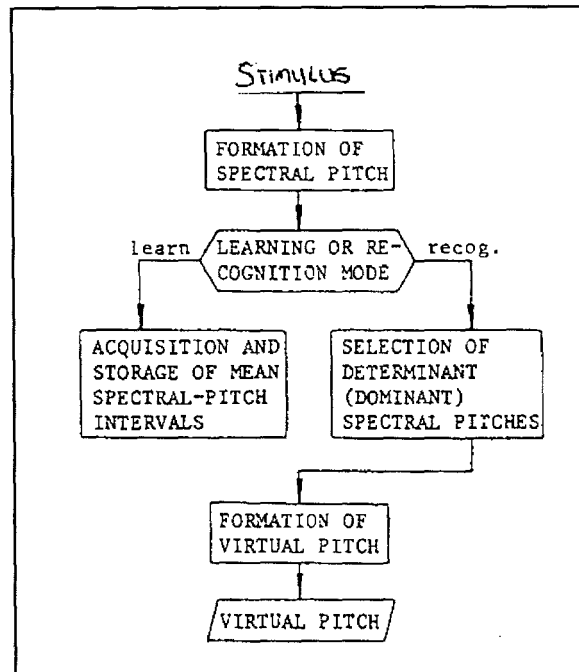 STIMULUS
FORMATION OF
SPECTRAL PITCH
learn
LEARNING OR RE-
COGNITION MODE
recog.
ACQUISITION AND
STORAGE OF MEAN
SPECTRAL-PITCH
INTERVALS
SELECTION OF
DETERMINANT
(DOMINANT)
SPECTRAL PITCHES
FORMATION OF
VIRTUAL PITCH
VIRTUAL PITCH